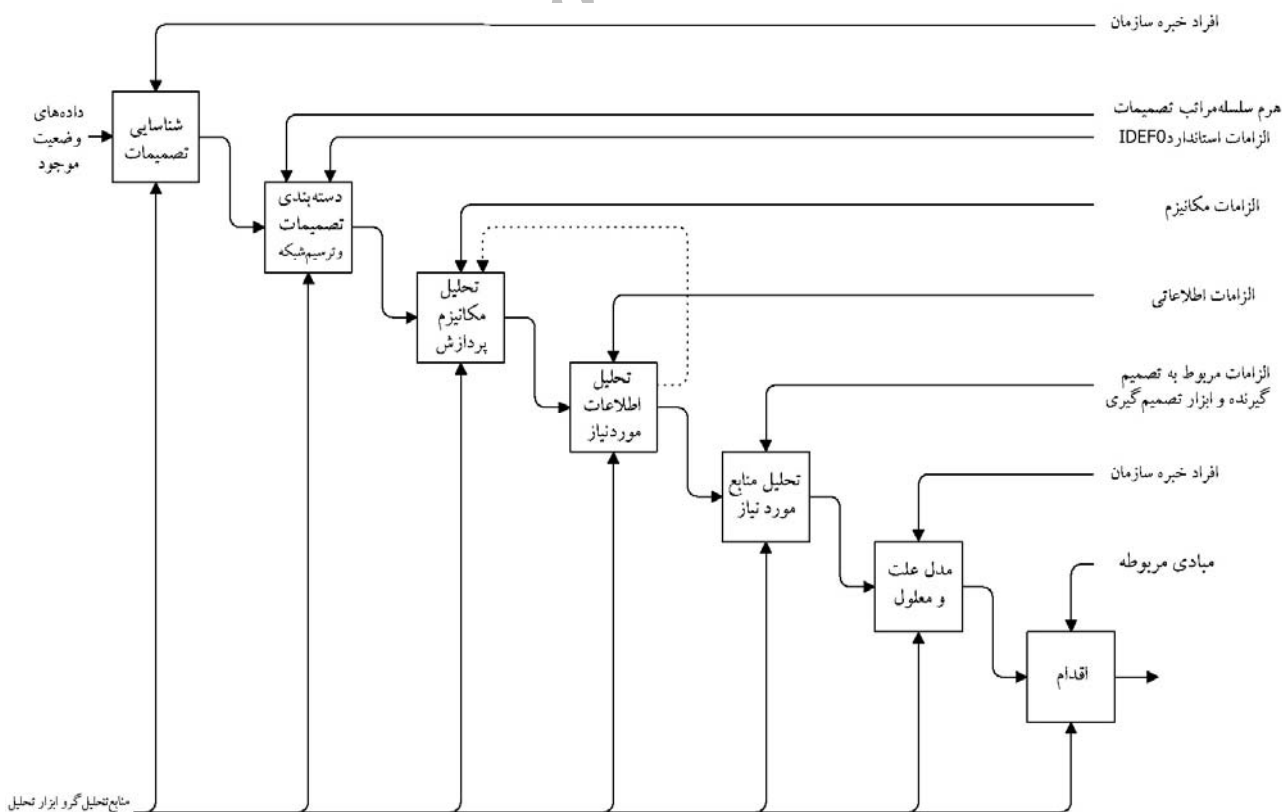 افراد خبره سازمان
داده‌های
وضعیت
موجود
شناسایی
تصمیمات
هرم سلسله‌مراتب تصمیمات
الزامات استاندارد IDEF0
دسته‌بندی
تصمیمات
و ترسیم شبکه
الزامات مکانیزم
تحلیل
مکانیزم
پردازش
الزامات اطلاعاتی
تحلیل
اطلاعات
موردنیاز
الزامات مربوط به تصمیم
گیرنده و ابزار تصمیم‌گیری
تحلیل منابع
مورد نیاز
افراد خبره سازمان
مدل علت
و معلول
مبادی مربوطه
اقدام
منابع تحلیل گر و ابزار تحلیل